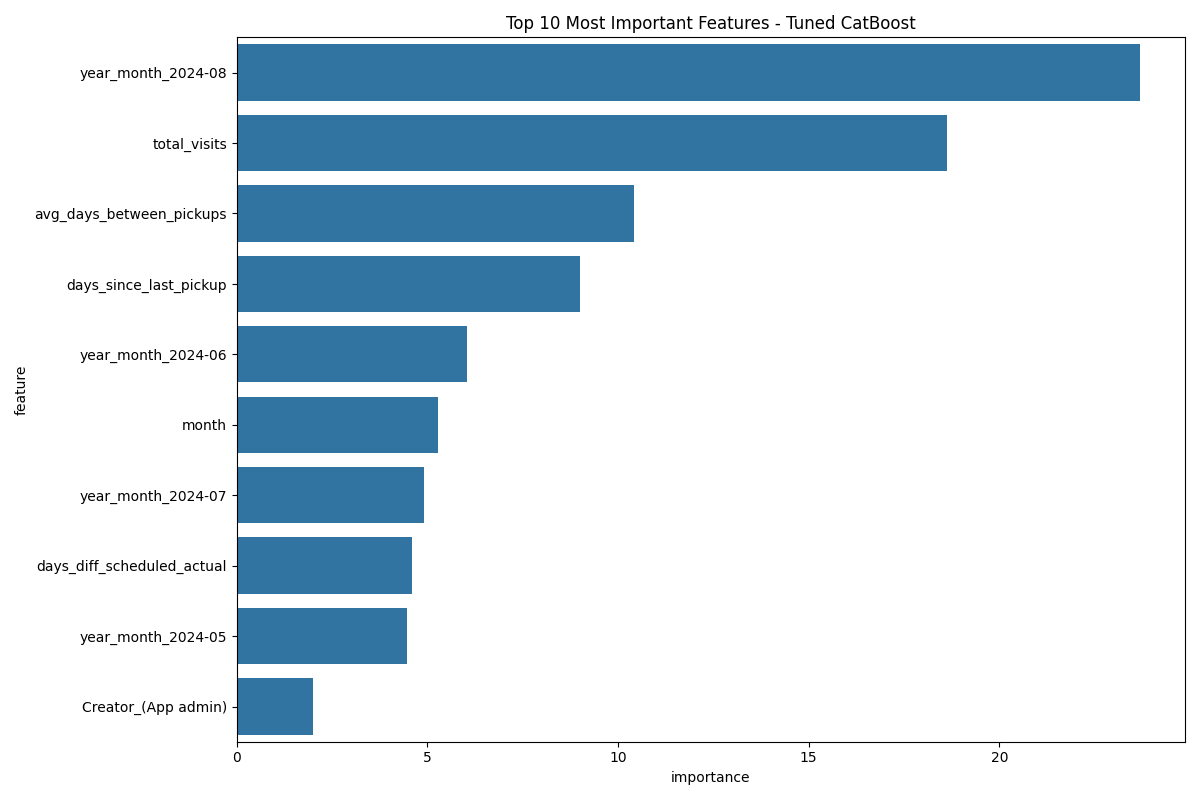 Top 10 Most Important Features - Tuned CatBoost
feature
year_month_2024-08
total_visits
avg_days_between_pickups
days_since_last_pickup
year_month_2024-06
month
year_month_2024-07
days_diff_scheduled_actual
year_month_2024-05
Creator_(App admin)
0 5 10 15 20
importance